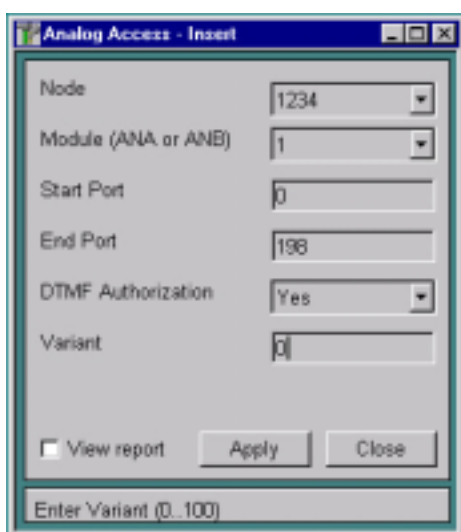 Analog Access - Insert
Node 1234
Module (ANA or ANB) 1
Start Port 0
End Port 198
DTMF Authorization Yes
Variant 0
View report Apply Close
Enter Variant (0...100)